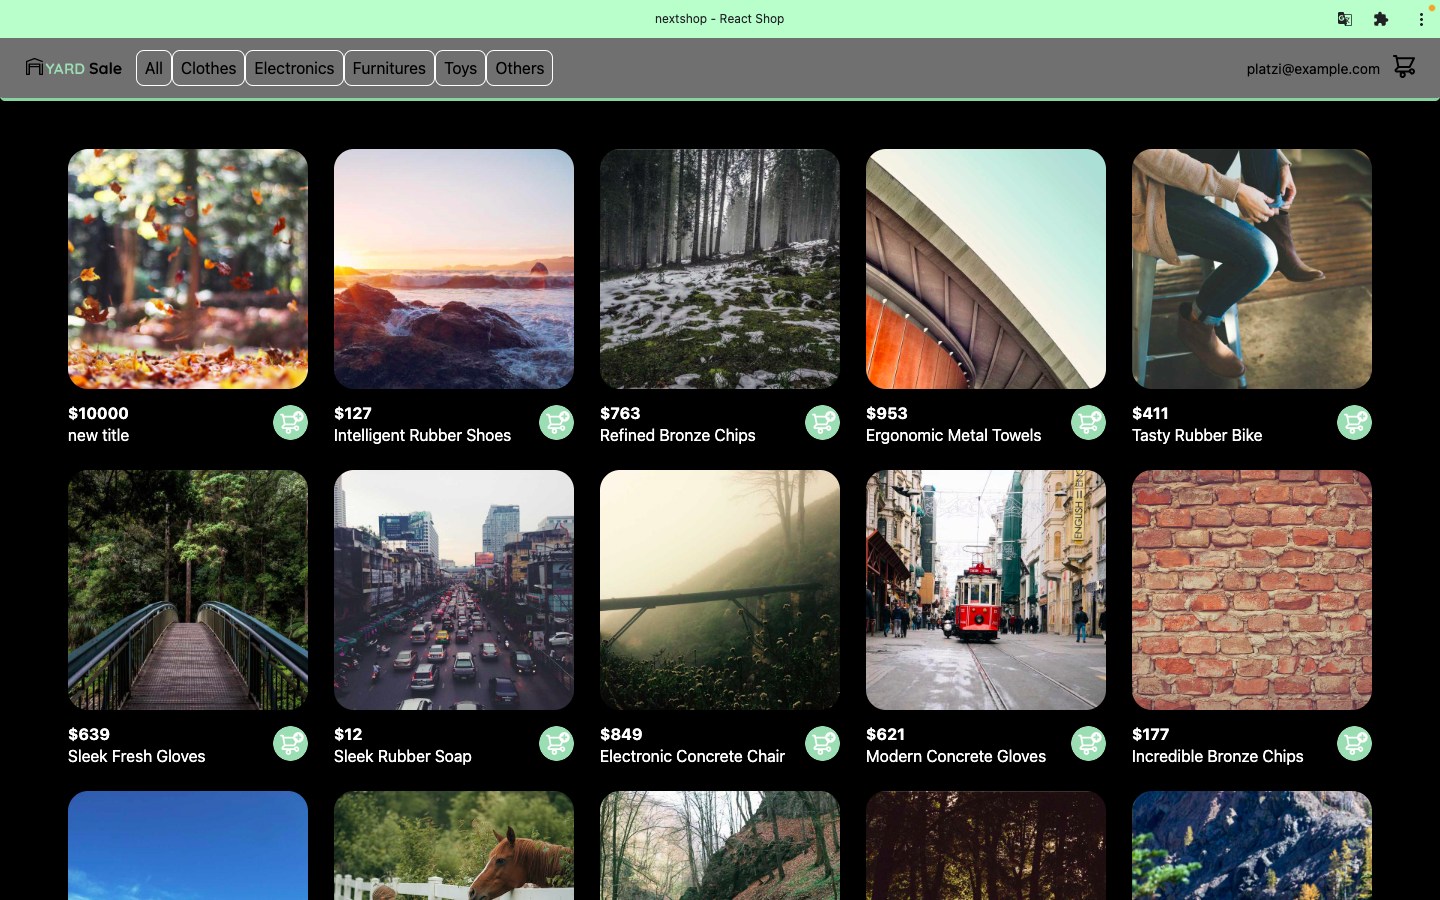 nextshop - React Shop
YARD Sale
All
Clothes
Electronics
Furnitures
Toys
Others
platzi@example.com
$10000
new title
$127
Intelligent Rubber Shoes
$763
Refined Bronze Chips
$953
Ergonomic Metal Towels
$411
Tasty Rubber Bike
ENGLISH
$639
Sleek Fresh Gloves
$12
Sleek Rubber Soap
$849
Electronic Concrete Chair
$621
Modern Concrete Gloves
$177
Incredible Bronze Chips